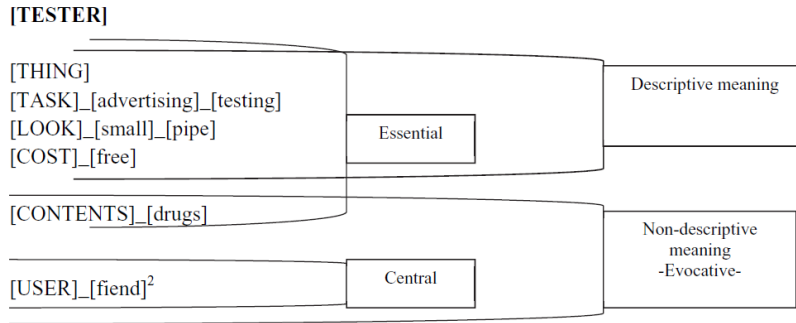 [TESTER]
[THING]
[TASK]_[advertising]_[testing]
[LOOK]_[small]_[pipe]
[COST]_[free]
[CONTENTS]_[drugs]
[USER]_[fiend]²
Essential
Central
Descriptive meaning
Non-descriptive
meaning
-Evocative-